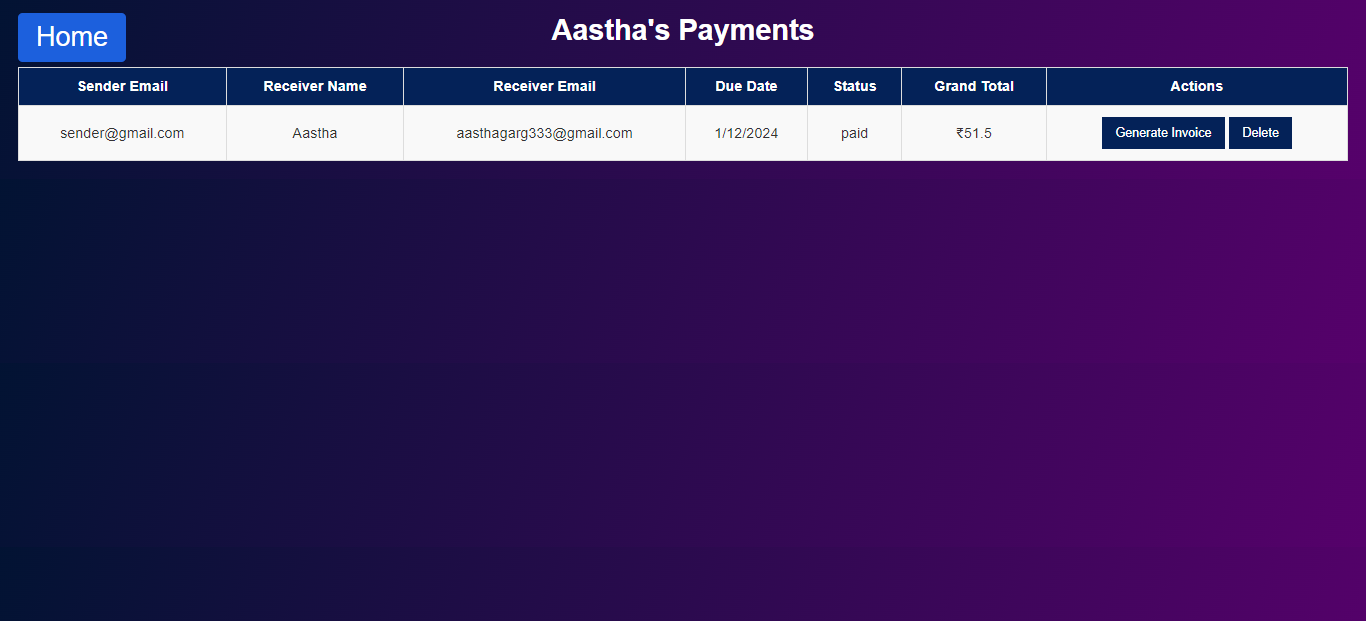 Home
Aastha's Payments
Sender Email Receiver Name Receiver Email Due Date Status Grand Total Actions
sender@gmail.com Aastha aasthagarg333@gmail.com 1/12/2024 paid ₹51.5 Generate Invoice Delete